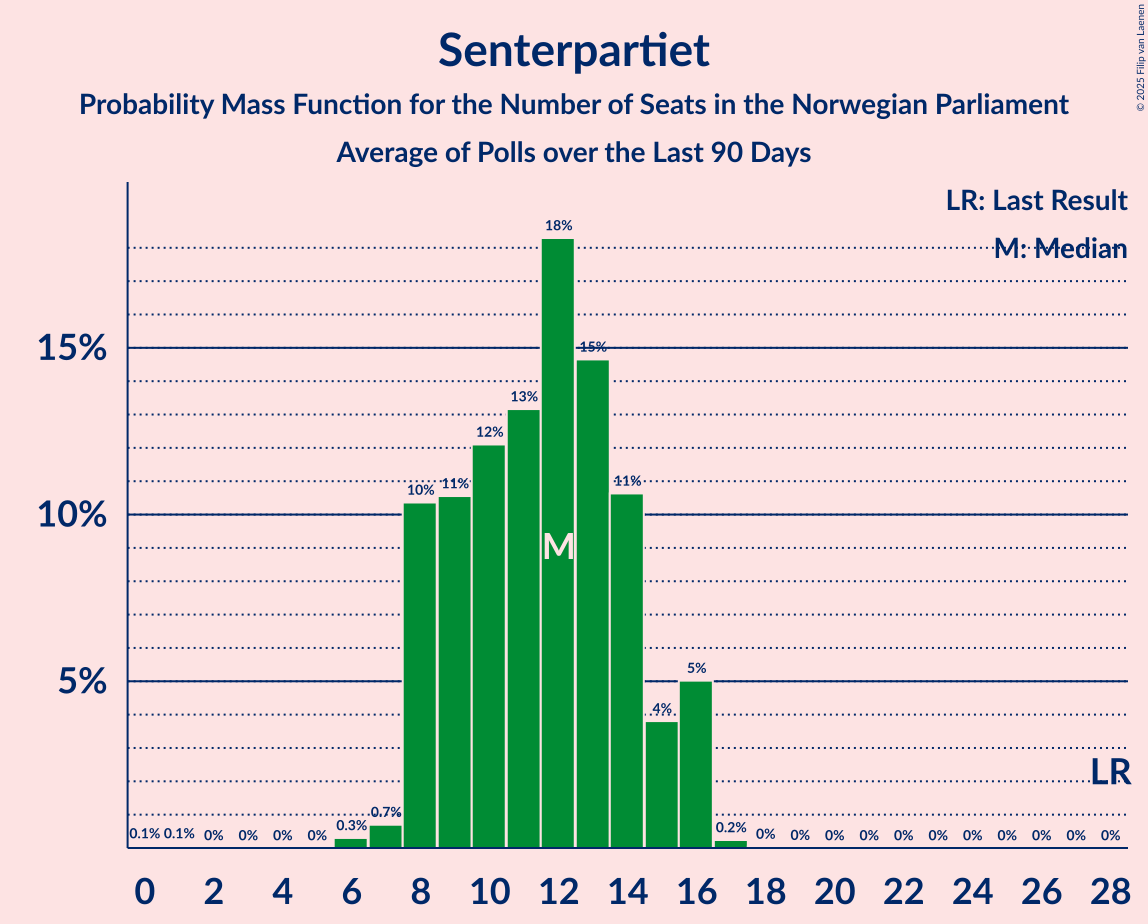 Senterpartiet
Probability Mass Function for the Number of Seats in the Norwegian Parliament
Average of Polls over the Last 90 Days
© 2025 Filip van Laenen
LR: Last Result
M: Median
18%
15%
15%
13%
12%
11%
11%
10%
10%
M
5%
5%
4%
LR
0.1% 0.1% 0% 0% 0% 0% 0.3% 0.7% 0.2% 0% 0% 0% 0% 0% 0% 0% 0% 0% 0% 0%
0 2 4 6 8 10 12 14 16 18 20 22 24 26 28